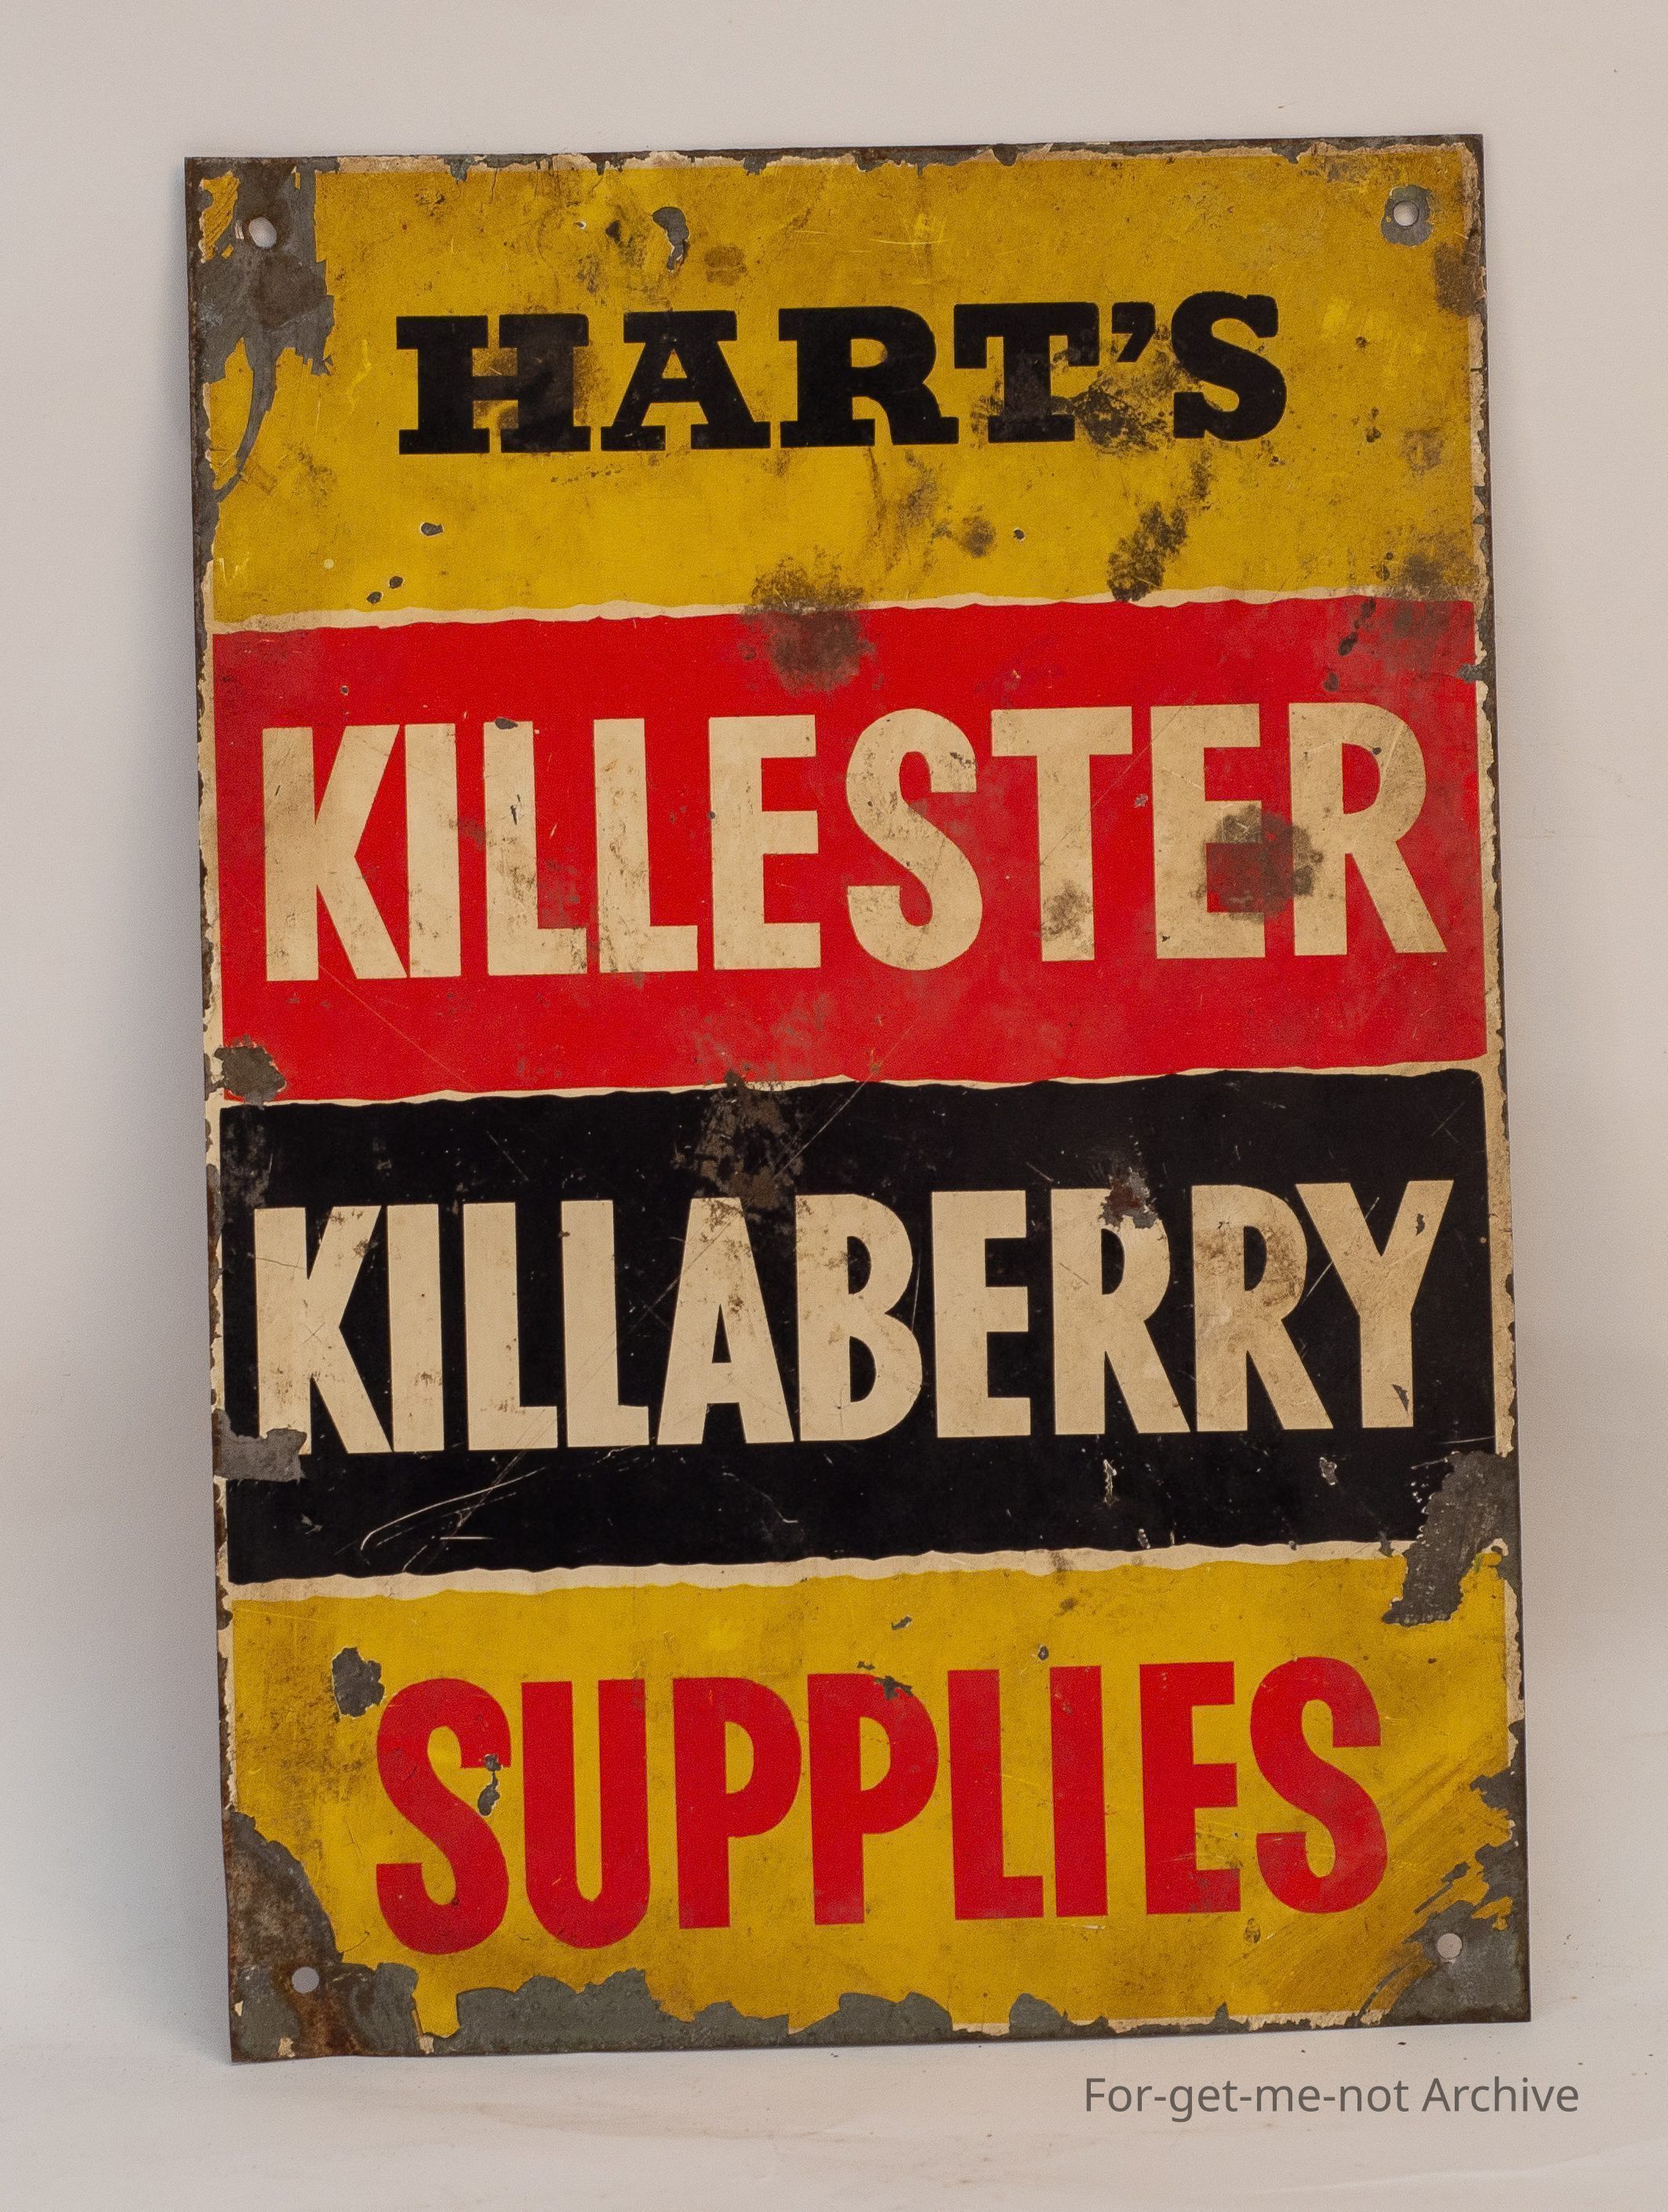 HART'S
KILLESTER
KILLABERRY
SUPPLIES
For-get-me-not Archive